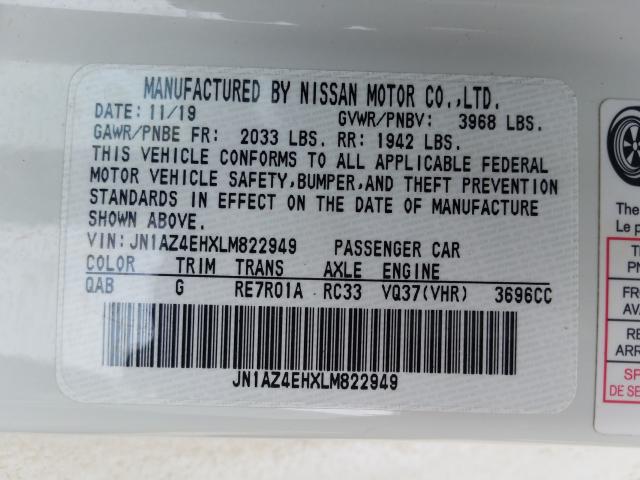 MANUFACTURED BY NISSAN MOTOR CO.,LTD.
DATE: 11/19 GVWR/PNBV: 3968 LBS.
GAWR/PNBE FR: 2033 LBS. RR: 1942 LBS.
THIS VEHICLE CONFORMS TO ALL APPLICABLE FEDERAL
MOTOR VEHICLE SAFETY,BUMPER,AND THEFT PREVENTION
STANDARDS IN EFFECT ON THE DATE OF MANUFACTURE
SHOWN ABOVE.
VIN:JN1AZ4EHXLM822949 PASSENGER CAR
COLOR TRIM TRANS AXLE ENGINE
QAB G RE7R01A RC33 VQ37(VHR) 3696CC
JN1AZ4EHXLM822949
The
Le p